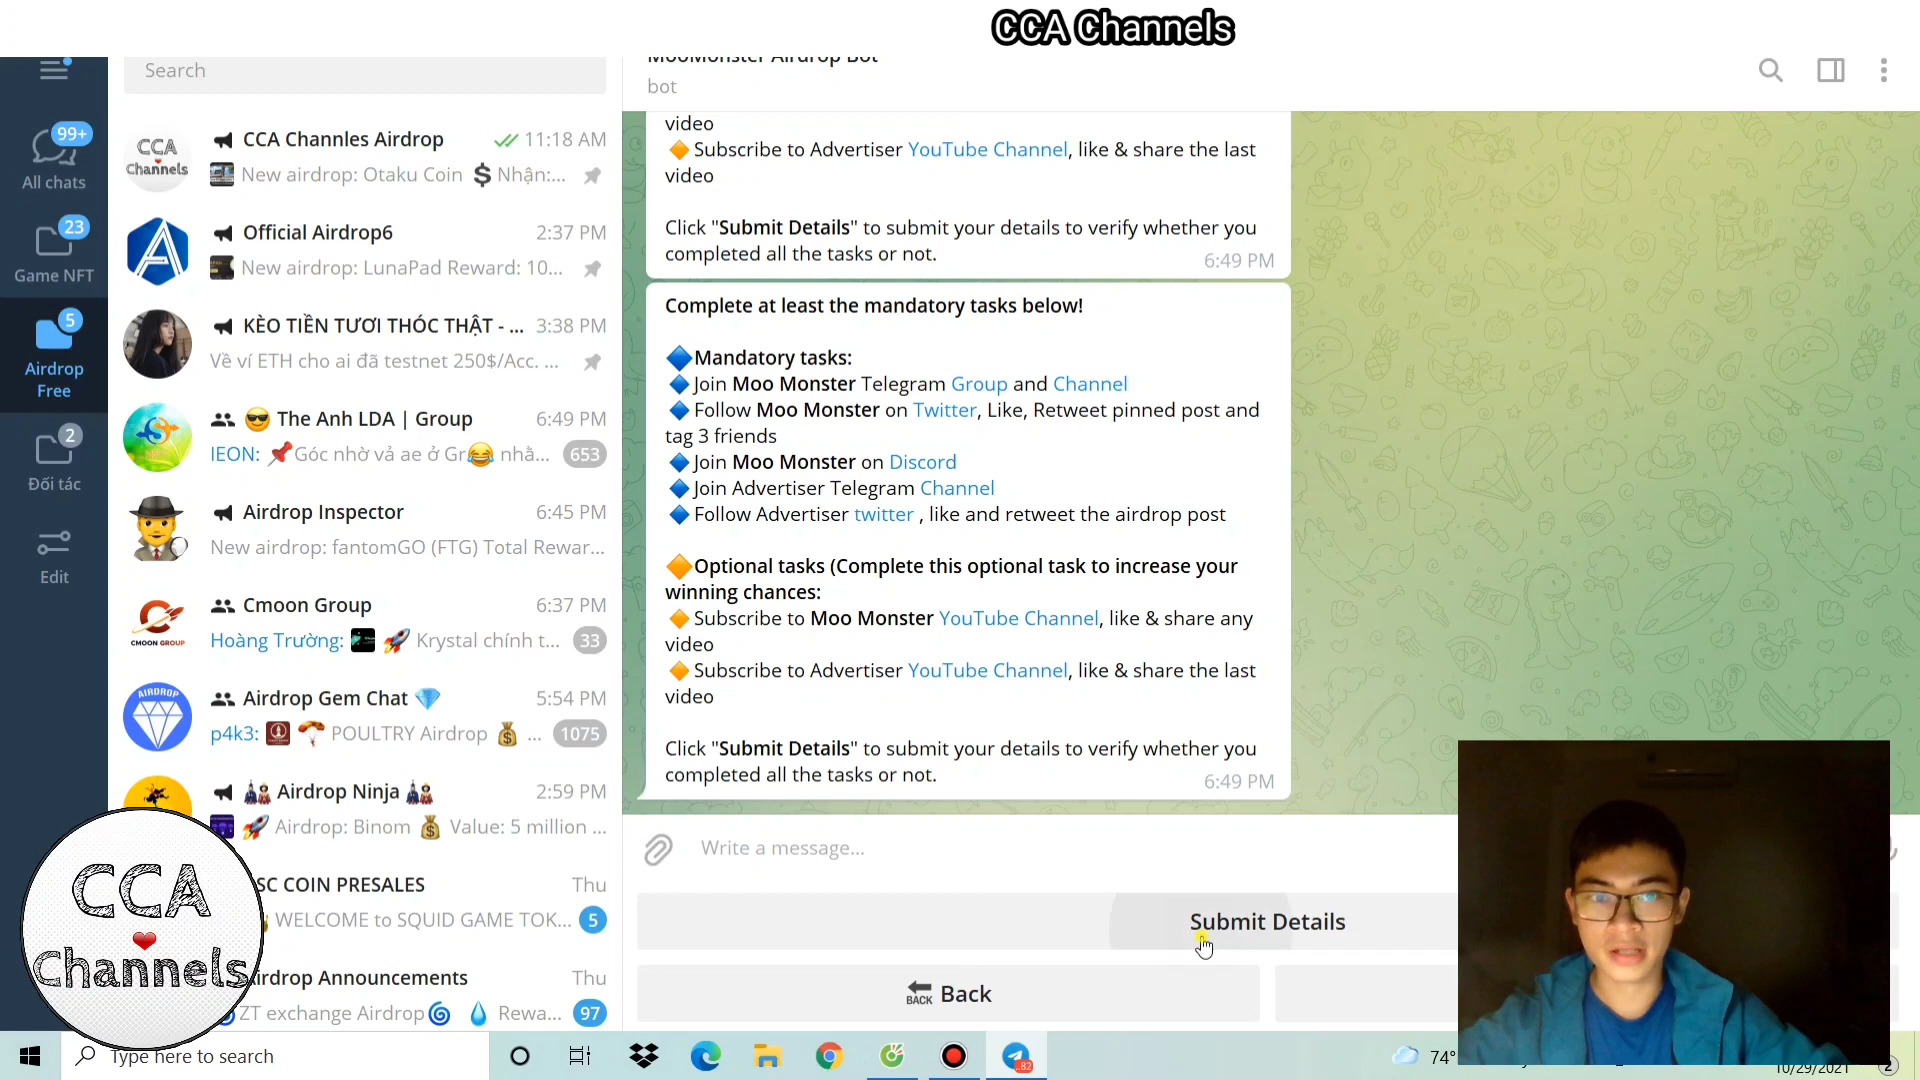 CCA Channels
Search
MooMonster Airdrop Bot
bot
99+
All chats
23
Game NFT
5
Airdrop
Free
2
Đối tác
Edit
CCA Channels
CCA Channles Airdrop 11:18 AM
New airdrop: Otaku Coin 💲 Nhận:...
Official Airdrop6 2:37 PM
New airdrop: LunaPad Reward: 10...
KÈO TIỀN TƯƠI THÓC THẬT - ... 3:38 PM
Về ví ETH cho ai đã testnet 250$/Acc. ...
😎 The Anh LDA | Group 6:49 PM
IEON: 📌Góc nhờ vả ae ở Gr😂 nhằ... 653
Airdrop Inspector 6:45 PM
New airdrop: fantomGO (FTG) Total Rewar...
CMOON GROUP
Cmoon Group 6:37 PM
Hoàng Trường: 🚀 Krystal chính t... 33
AIRDROP
Airdrop Gem Chat 💎 5:54 PM
p4k3: 🪂 POULTRY Airdrop 💰 ... 1075
Airdrop Ninja 🎎 2:59 PM
🚀 Airdrop: Binom 💰 Value: 5 million ...
SC COIN PRESALES Thu
WELCOME to SQUID GAME TOK... 5
irdrop Announcements Thu
ZT exchange Airdrop🌀 💧 Rewa... 97
CCA
Channels
video
🔸Subscribe to Advertiser YouTube Channel, like & share the last
video
Click "Submit Details" to submit your details to verify whether you
completed all the tasks or not.
6:49 PM
Complete at least the mandatory tasks below!
🔷Mandatory tasks:
🔹Join Moo Monster Telegram Group and Channel
🔹Follow Moo Monster on Twitter, Like, Retweet pinned post and
tag 3 friends
🔹Join Moo Monster on Discord
🔹Join Advertiser Telegram Channel
🔹Follow Advertiser twitter , like and retweet the airdrop post
🔶Optional tasks (Complete this optional task to increase your
winning chances:
🔸Subscribe to Moo Monster YouTube Channel, like & share any
video
🔸Subscribe to Advertiser YouTube Channel, like & share the last
video
Click "Submit Details" to submit your details to verify whether you
completed all the tasks or not.
6:49 PM
Write a message...
Submit Details
🔙 Back
Type here to search
..82
74°
10/29/2021
2